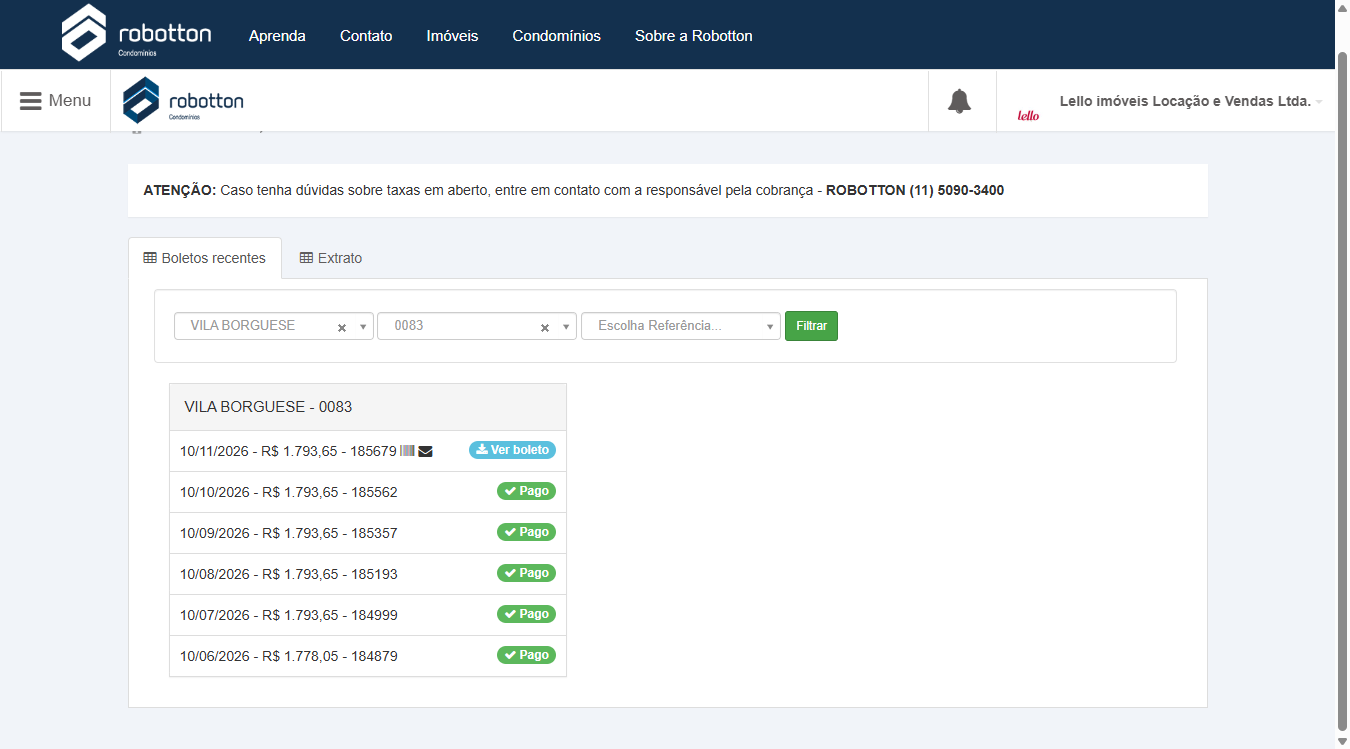 robotton
Condomínios
Aprenda Contato Imóveis Condomínios Sobre a Robotton
Menu
robotton
Condomínios
lello
Lello imóveis Locação e Vendas Ltda.
ATENÇÃO: Caso tenha dúvidas sobre taxas em aberto, entre em contato com a responsável pela cobrança - ROBOTTON (11) 5090-3400
Boletos recentes Extrato
VILA BORGUESE 0083 Escolha Referência... Filtrar
VILA BORGUESE - 0083
10/11/2026 - R$ 1.793,65 - 185679 Ver boleto
10/10/2026 - R$ 1.793,65 - 185562 Pago
10/09/2026 - R$ 1.793,65 - 185357 Pago
10/08/2026 - R$ 1.793,65 - 185193 Pago
10/07/2026 - R$ 1.793,65 - 184999 Pago
10/06/2026 - R$ 1.778,05 - 184879 Pago